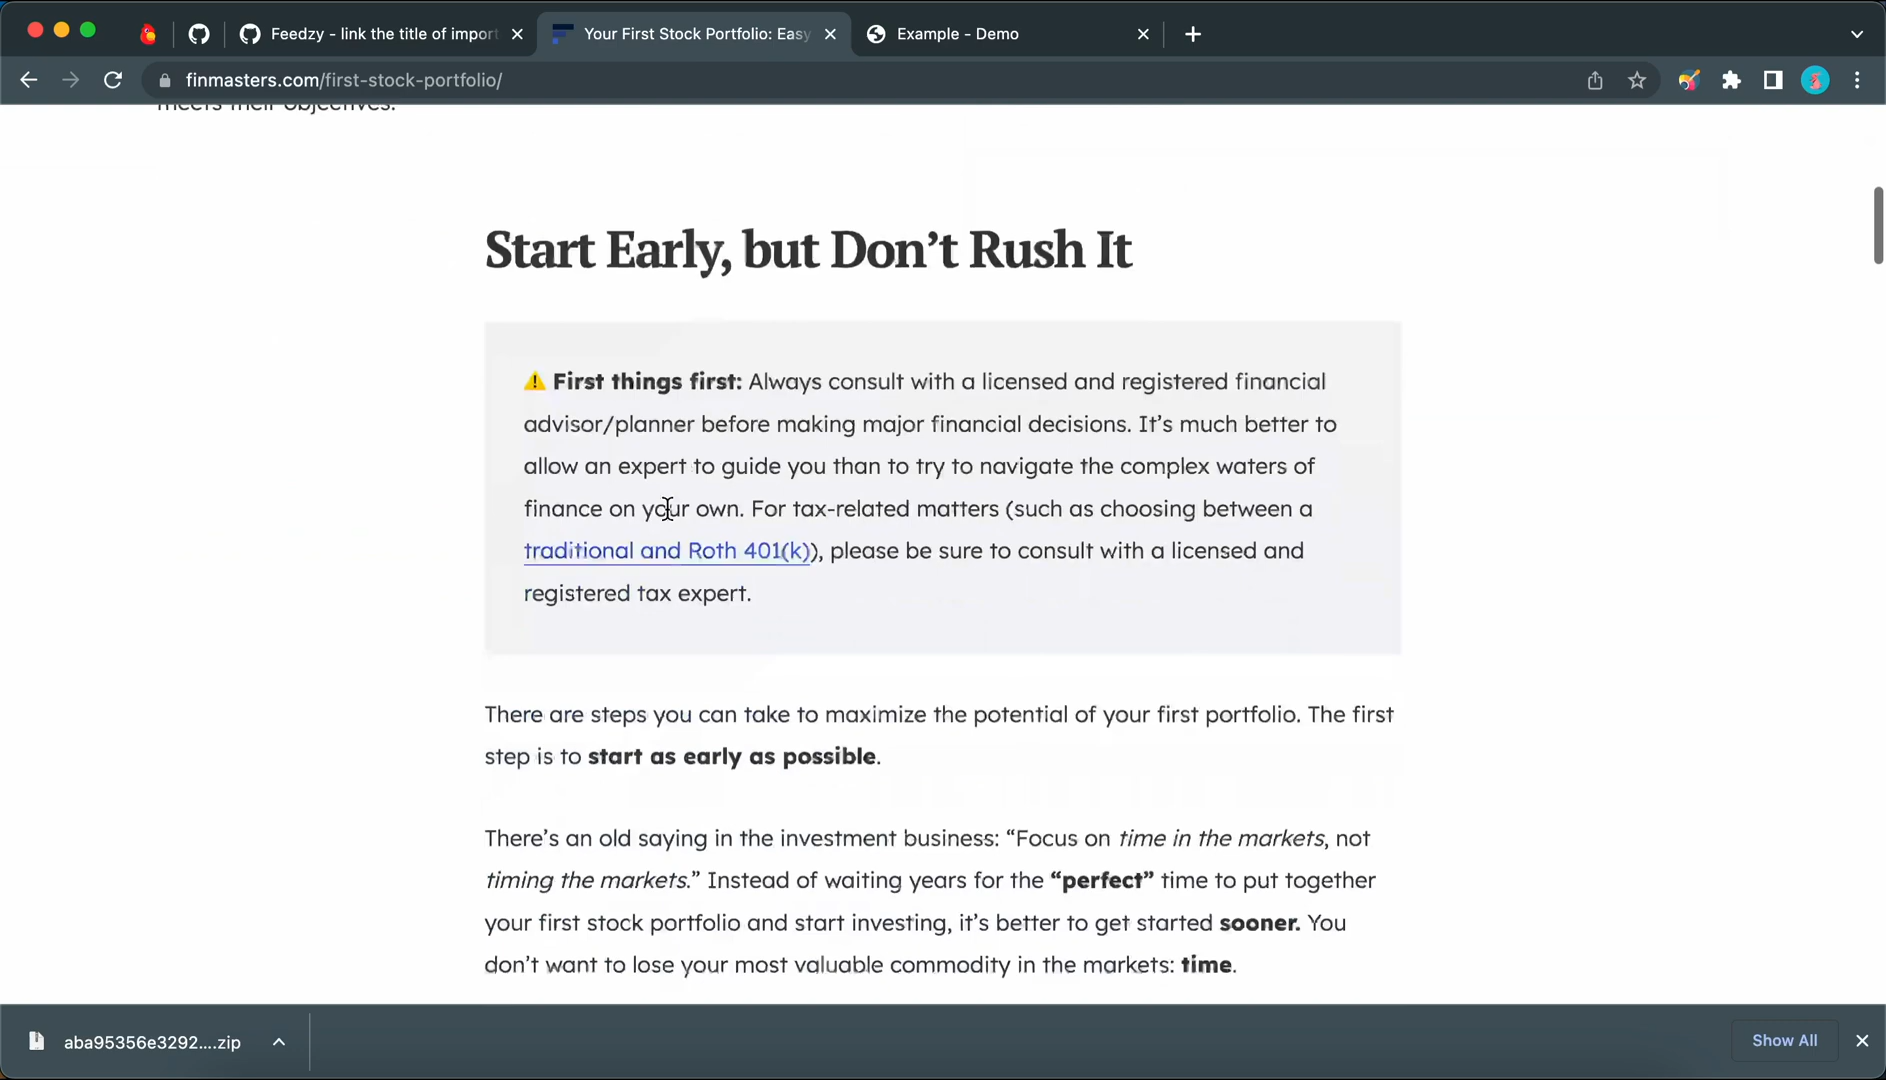 Feedzy - link the title of import
Your First Stock Portfolio: Easy
Example - Demo
finmasters.com/first-stock-portfolio/
meets their objectives.
Start Early, but Don’t Rush It
⚠️ First things first: Always consult with a licensed and registered financial
advisor/planner before making major financial decisions. It’s much better to
allow an expert to guide you than to try to navigate the complex waters of
finance on your own. For tax-related matters (such as choosing between a
traditional and Roth 401(k)), please be sure to consult with a licensed and
registered tax expert.
There are steps you can take to maximize the potential of your first portfolio. The first
step is to start as early as possible.
There’s an old saying in the investment business: “Focus on time in the markets, not
timing the markets.” Instead of waiting years for the “perfect” time to put together
your first stock portfolio and start investing, it’s better to get started sooner. You
don’t want to lose your most valuable commodity in the markets: time.
aba95356e3292....zip
Show All